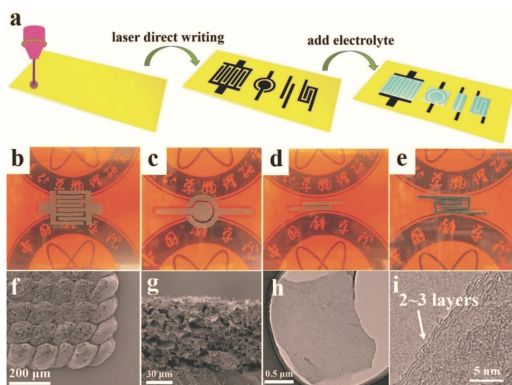 a
laser direct writing
add electrolyte
b
c
d
e
f
200 μm
g
30 μm
h
0.5 μm
i
2~3 layers
5 nm